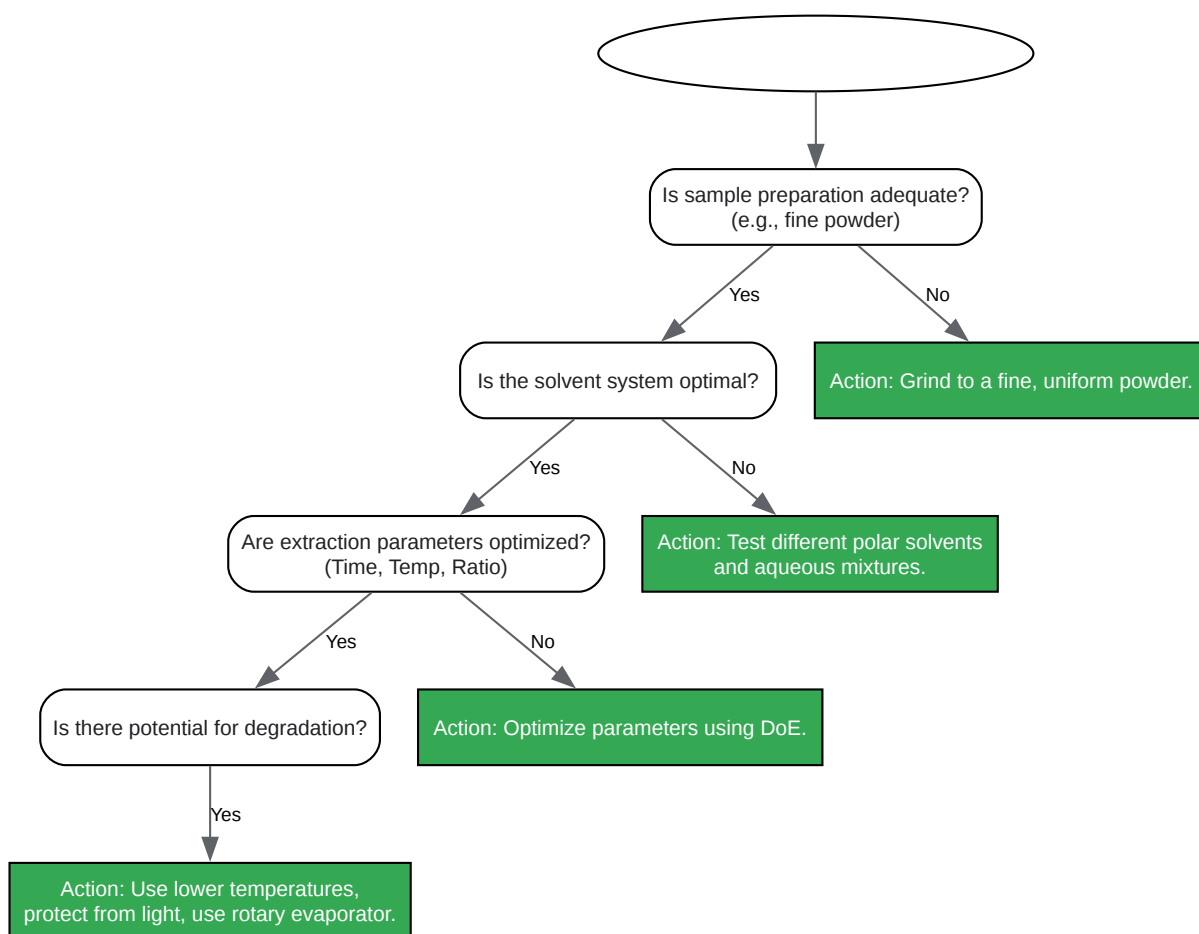 Is sample preparation adequate?
(e.g., fine powder)
Yes
No
Is the solvent system optimal?
Action: Grind to a fine, uniform powder.
Yes
No
Are extraction parameters optimized?
(Time, Temp, Ratio)
Action: Test different polar solvents
and aqueous mixtures.
Yes
No
Is there potential for degradation?
Action: Optimize parameters using DoE.
Yes
Action: Use lower temperatures,
protect from light, use rotary evaporator.